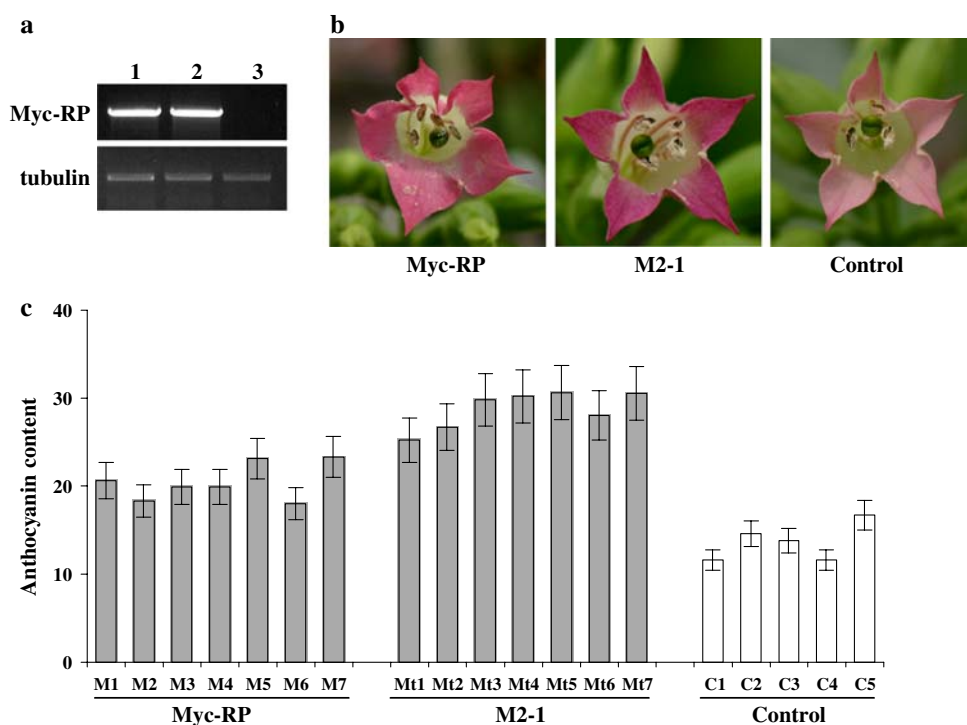 a
1 2 3
Myc-RP
tubulin
b
Myc-RP M2-1 Control
c
Anthocyanin content
40
30
20
10
0
M1 M2 M3 M4 M5 M6 M7 Mt1 Mt2 Mt3 Mt4 Mt5 Mt6 Mt7 C1 C2 C3 C4 C5
Myc-RP M2-1 Control